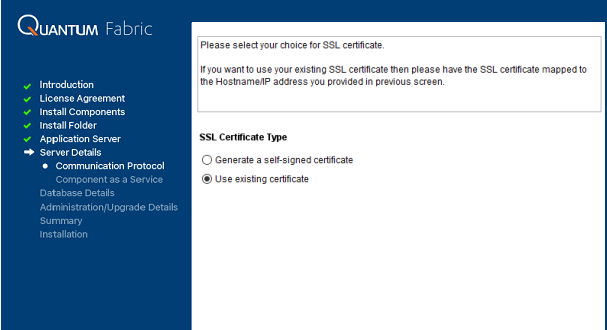 QUANTUM Fabric
Introduction
License Agreement
Install Components
Install Folder
Application Server
Server Details
Communication Protocol
Component as a Service
Database Details
Administration/Upgrade Details
Summary
Installation
Please select your choice for SSL certificate.
If you want to use your existing SSL certificate then please have the SSL certificate mapped to
the Hostname/IP address you provided in previous screen.
SSL Certificate Type
Generate a self-signed certificate
Use existing certificate